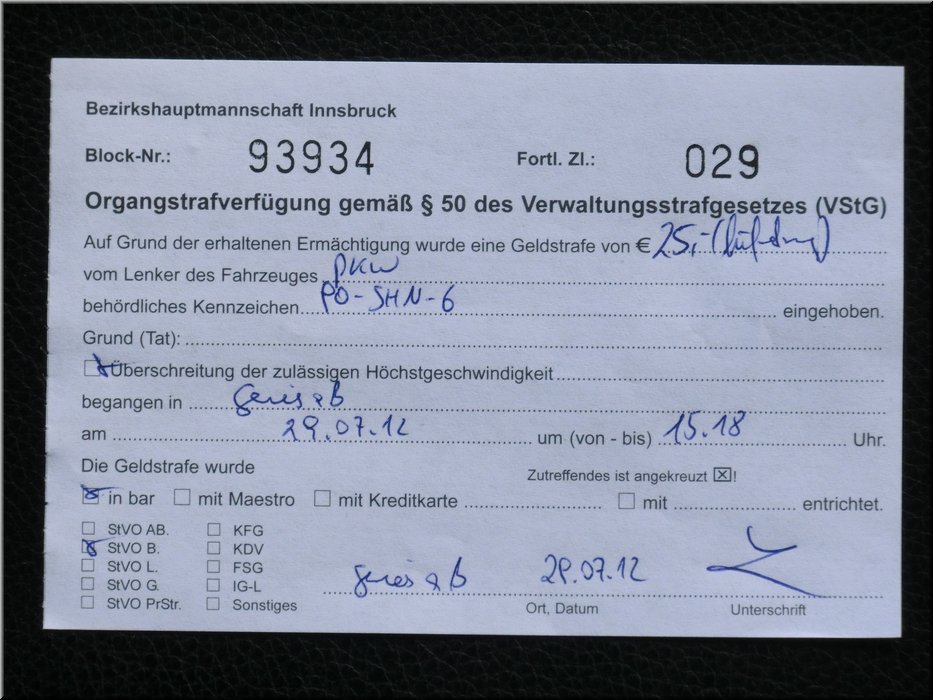 Bezirkshauptmannschaft Innsbruck
Block-Nr.: 93934 Fortl. Zl.: 029
Organgstrafverfügung gemäß § 50 des Verwaltungsstrafgesetzes (VStG)
Auf Grund der erhaltenen Ermächtigung wurde eine Geldstrafe von € 25,-
vom Lenker des Fahrzeuges PKW
behördliches Kennzeichen PO-SHN-6 eingehoben.
Grund (Tat):
Überschreitung der zulässigen Höchstgeschwindigkeit
begangen in
am 29.07.12 um (von - bis) 15.18 Uhr.
Die Geldstrafe wurde Zutreffendes ist angekreuzt ☒!
☒ in bar ☐ mit Maestro ☐ mit Kreditkarte ☐ mit entrichtet.
☐ StVO AB. ☐ KFG
☒ StVO B. ☐ KDV
☐ StVO L. ☐ FSG
☐ StVO G. ☐ IG-L
29.07.12
☐ StVO PrStr. ☐ Sonstiges Ort, Datum Unterschrift